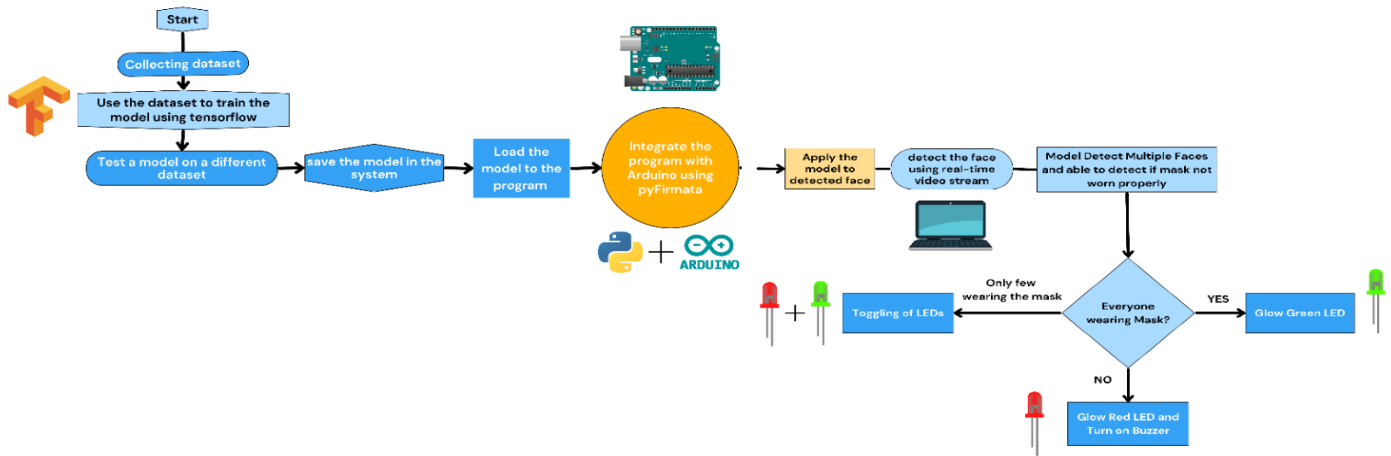 Start
Collecting dataset
Use the dataset to train the
model using tensorflow
Test a model on a different
dataset
save the model in the
system
Load the
model to the
program
Integrate the
program with
Arduino using
pyFirmata
ARDUINO
Apply the
model to
detected face
detect the face
using real-time
video stream
Model Detect Multiple Faces
and able to detect if mask not
worn properly
Everyone
wearing Mask?
Only few
wearing the mask
Toggling of LEDs
YES
Glow Green LED
NO
Glow Red LED and
Turn on Buzzer